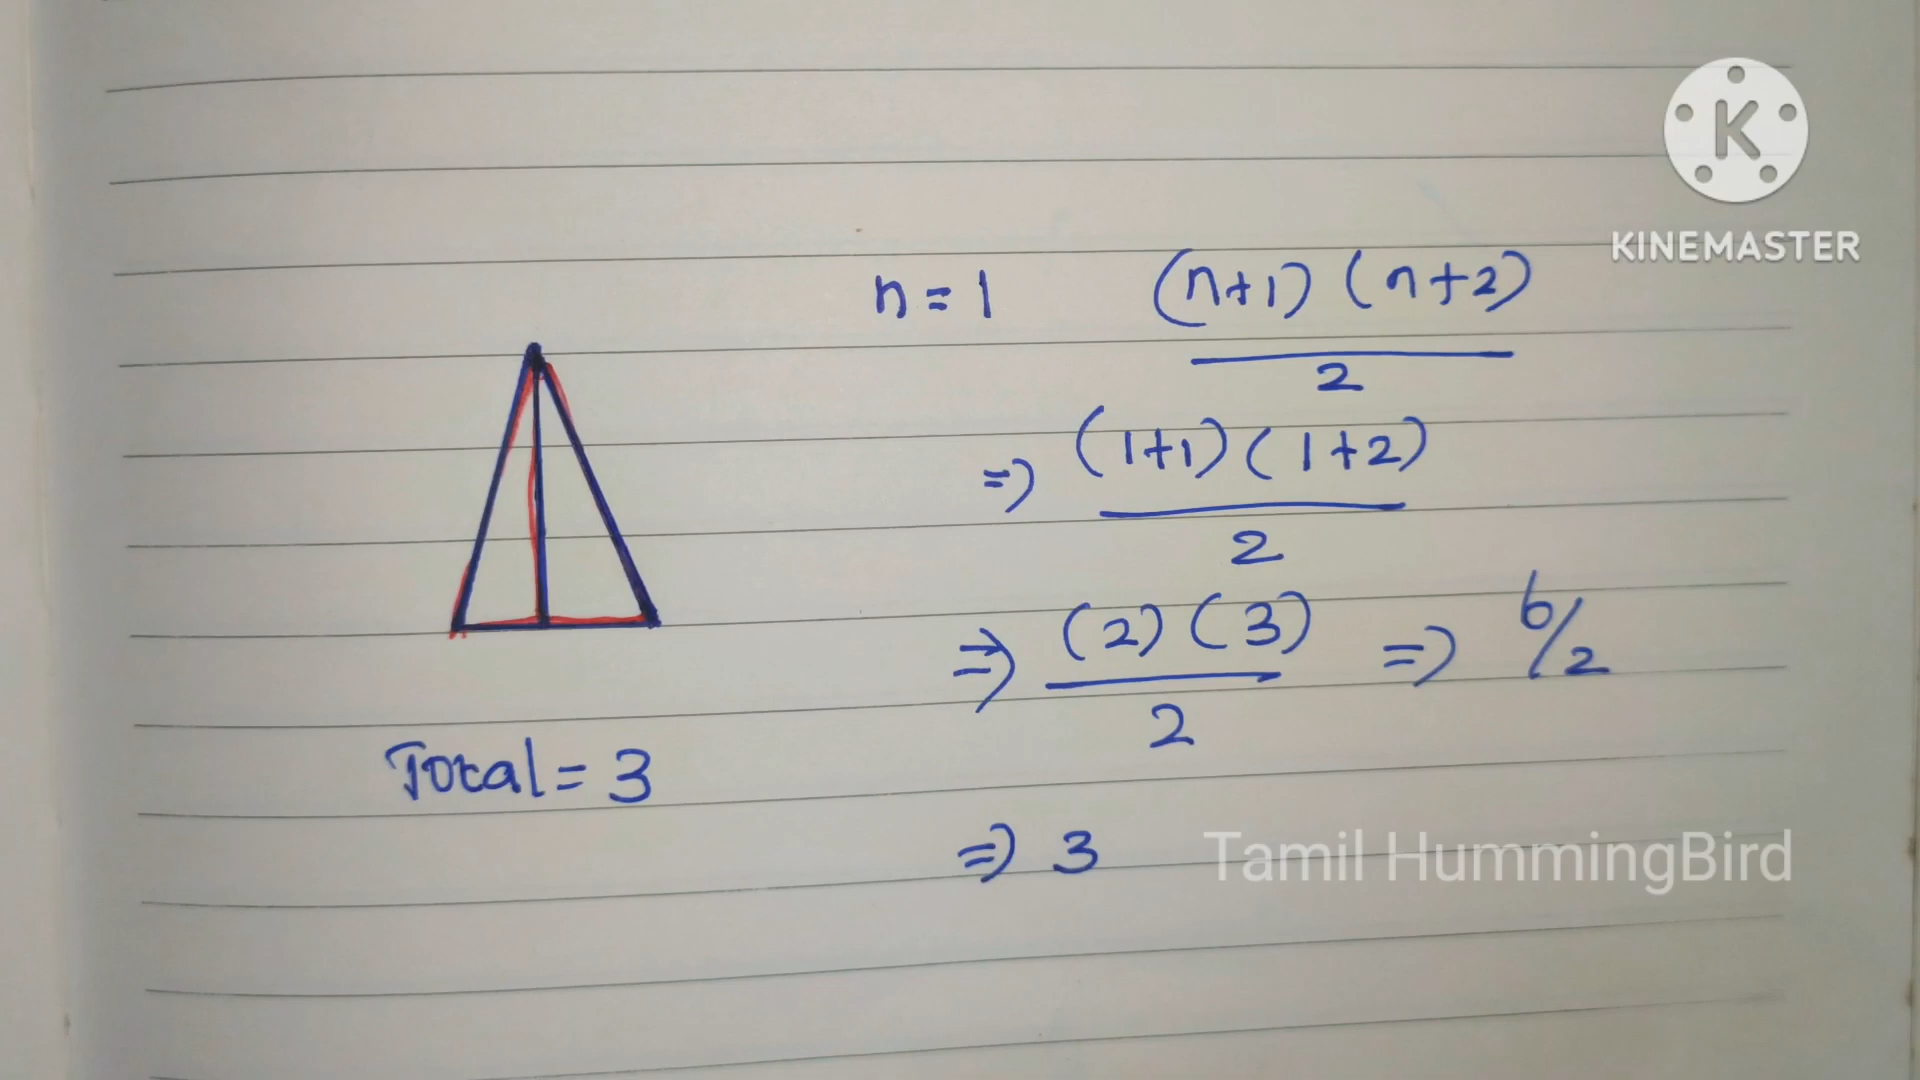 K
KINEMASTER
n = 1 (n+1) (n+2)
2
=> (1+1) (1+2)
2
=> (2) (3) => 6/2
2
Total = 3
=> 3
Tamil HummingBird